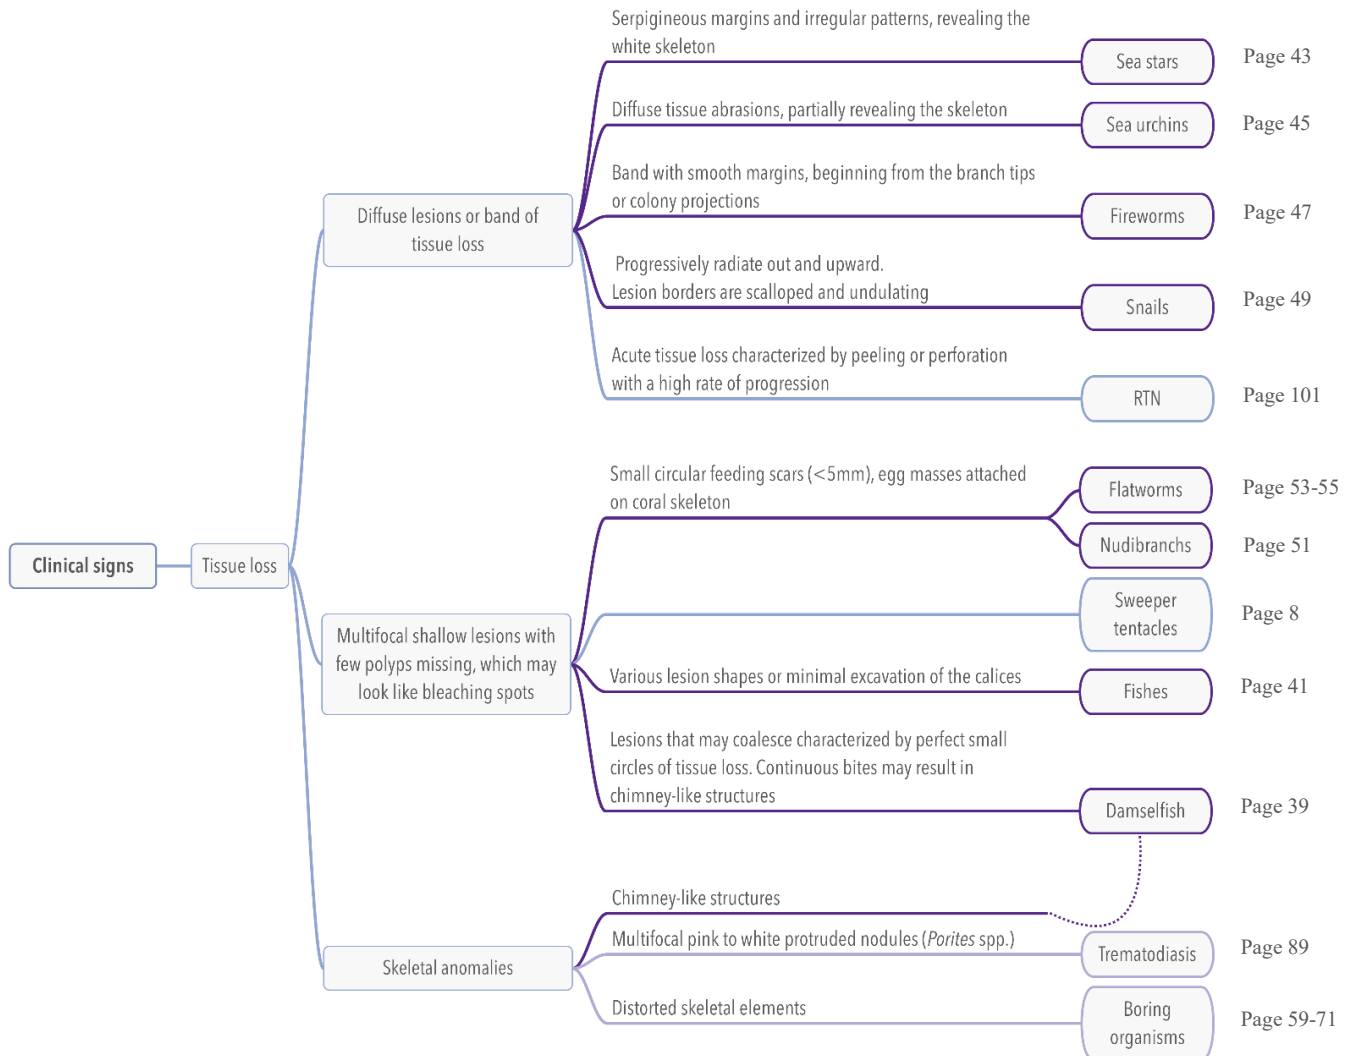 Clinical signs
Tissue loss
Diffuse lesions or band of
tissue loss
Serpigineous margins and irregular patterns, revealing the
white skeleton
Sea stars
Page 43
Diffuse tissue abrasions, partially revealing the skeleton
Sea urchins
Page 45
Band with smooth margins, beginning from the branch tips
or colony projections
Fireworms
Page 47
Progressively radiate out and upward.
Lesion borders are scalloped and undulating
Snails
Page 49
Acute tissue loss characterized by peeling or perforation
with a high rate of progression
RTN
Page 101
Multifocal shallow lesions with
few polyps missing, which may
look like bleaching spots
Small circular feeding scars (<5mm), egg masses attached
on coral skeleton
Flatworms
Page 53-55
Nudibranchs
Page 51
Sweeper
tentacles
Page 8
Various lesion shapes or minimal excavation of the calices
Fishes
Page 41
Lesions that may coalesce characterized by perfect small
circles of tissue loss. Continuous bites may result in
chimney-like structures
Damselfish
Page 39
Skeletal anomalies
Chimney-like structures
Multifocal pink to white protruded nodules (Porites spp.)
Trematodiasis
Page 89
Distorted skeletal elements
Boring
organisms
Page 59-71